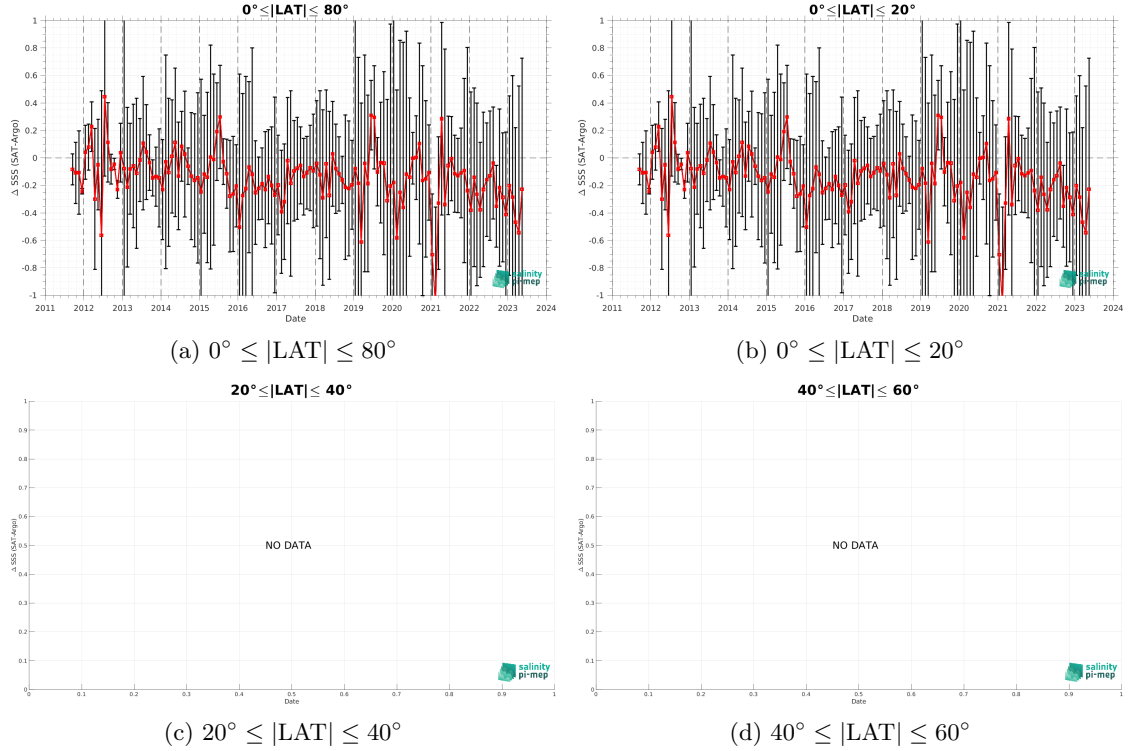 0°≤|LAT|≤ 80°
1
0.8
0.6
0.4
0.2
0
-0.2
-0.4
-0.6
-0.8
-1
Δ SSS (SAT-Argo)
2011 2012 2013 2014 2015 2016 2017 2018 2019 2020 2021 2022 2023 2024
Date
salinity
pi-mep
(a) 0° ≤ |LAT| ≤ 80°
0°≤|LAT|≤ 20°
1
0.8
0.6
0.4
0.2
0
-0.2
-0.4
-0.6
-0.8
-1
Δ SSS (SAT-Argo)
2011 2012 2013 2014 2015 2016 2017 2018 2019 2020 2021 2022 2023 2024
Date
salinity
pi-mep
(b) 0° ≤ |LAT| ≤ 20°
20°≤|LAT|≤ 40°
1
0.9
0.8
0.7
0.6
0.5
0.4
0.3
0.2
0.1
0
Δ SSS (SAT-Argo)
NO DATA
0 0.1 0.2 0.3 0.4 0.5 0.6 0.7 0.8 0.9 1
Date
salinity
pi-mep
(c) 20° ≤ |LAT| ≤ 40°
40°≤|LAT|≤ 60°
1
0.9
0.8
0.7
0.6
0.5
0.4
0.3
0.2
0.1
0
Δ SSS (SAT-Argo)
NO DATA
0 0.1 0.2 0.3 0.4 0.5 0.6 0.7 0.8 0.9 1
Date
salinity
pi-mep
(d) 40° ≤ |LAT| ≤ 60°